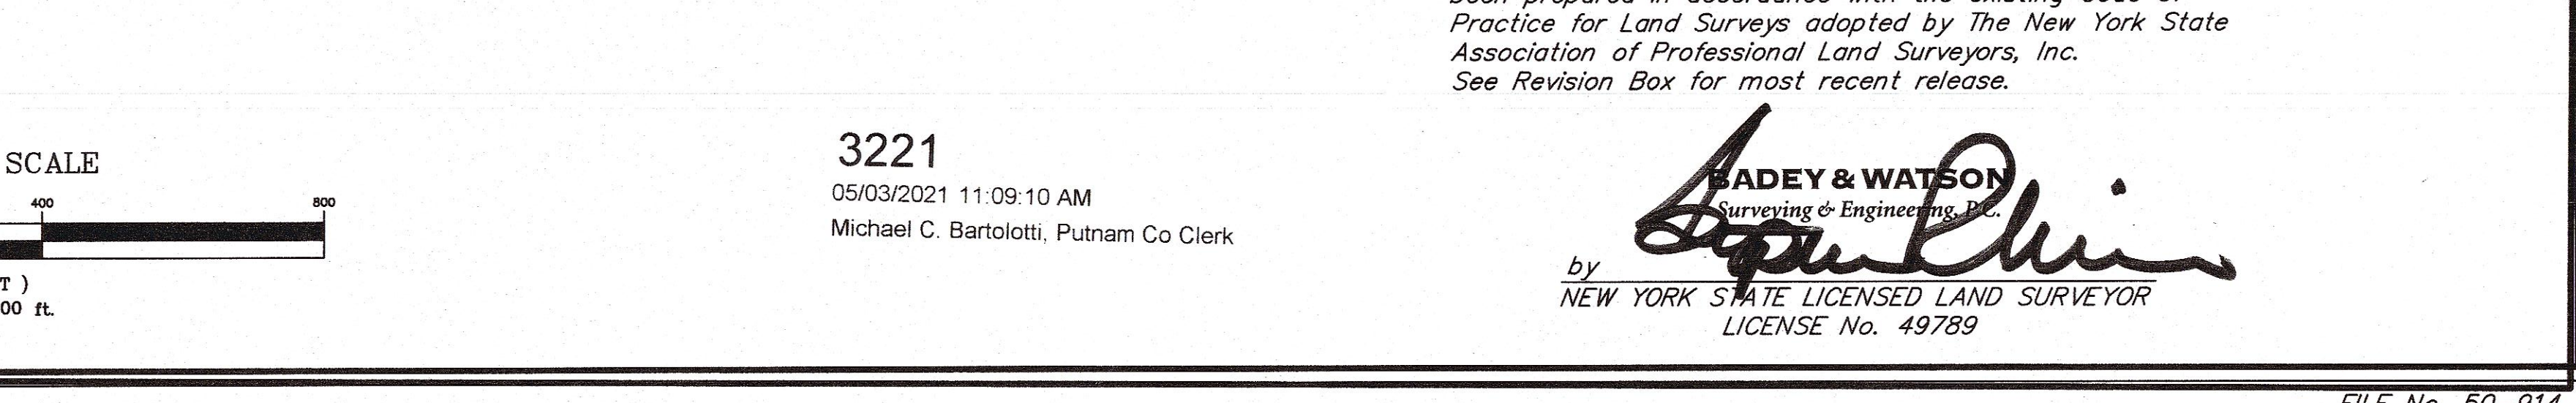 Practice for Land Surveys adopted by The New York State
Association of Professional Land Surveyors, Inc.
See Revision Box for most recent release.
SCALE
400 800
T )
00 ft.
3221
05/03/2021 11:09:10 AM
Michael C. Bartolotti, Putnam Co Clerk
BADEY & WATSON
Surveying & Engineering, P.C.
by
NEW YORK STATE LICENSED LAND SURVEYOR
LICENSE No. 49789